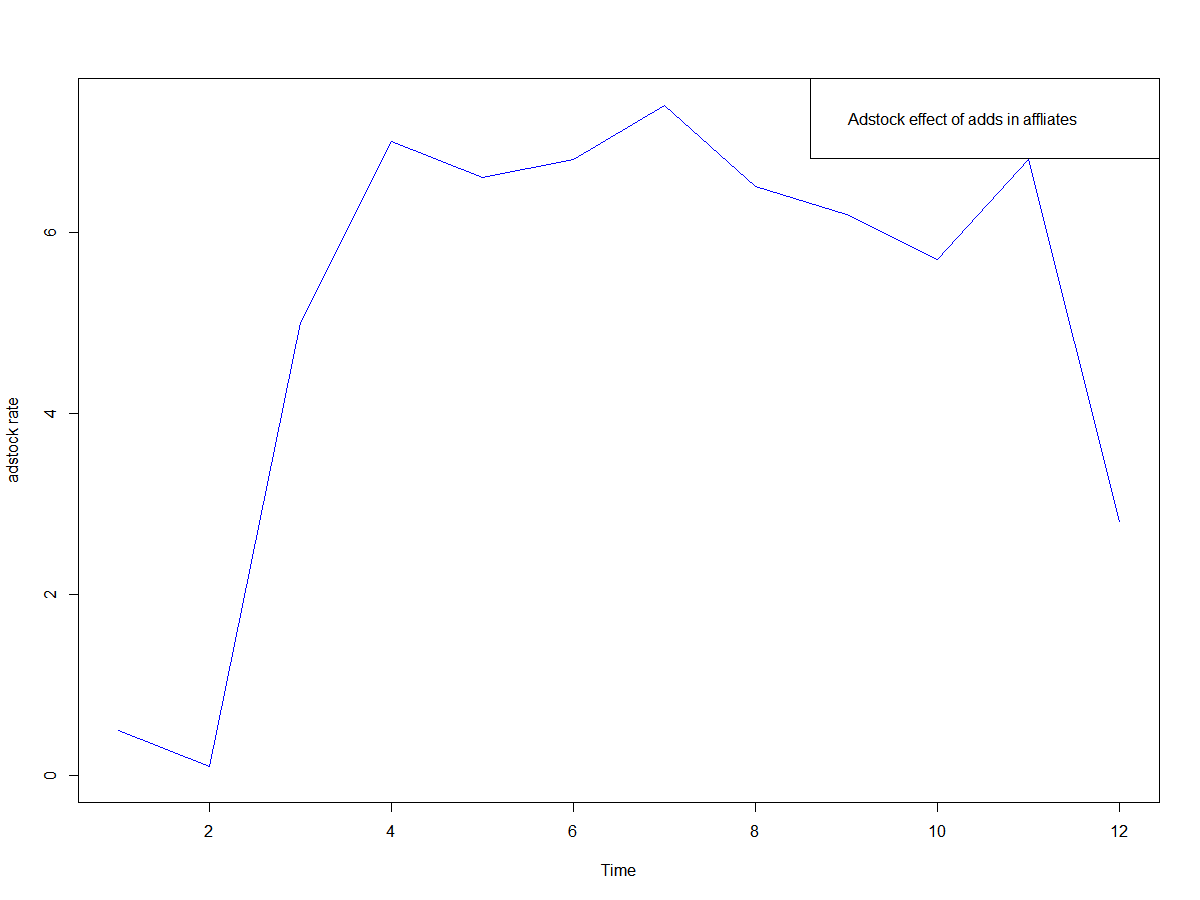 Adstock effect of adds in affliates
adstock rate
6
4
2
0
2 4 6 8 10 12
Time